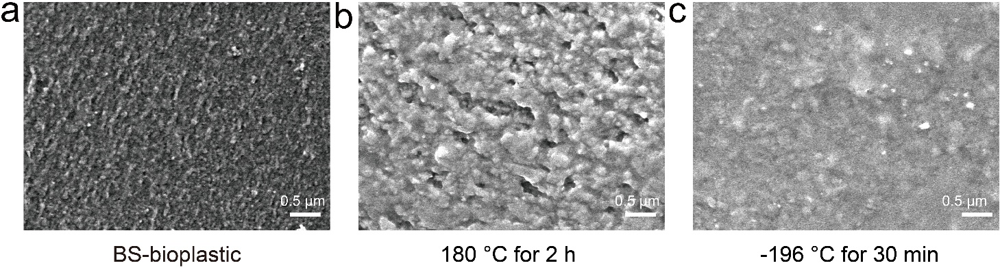 a
b
c
0.5 μm
0.5 μm
0.5 μm
BS-bioplastic
180 °C for 2 h
-196 °C for 30 min